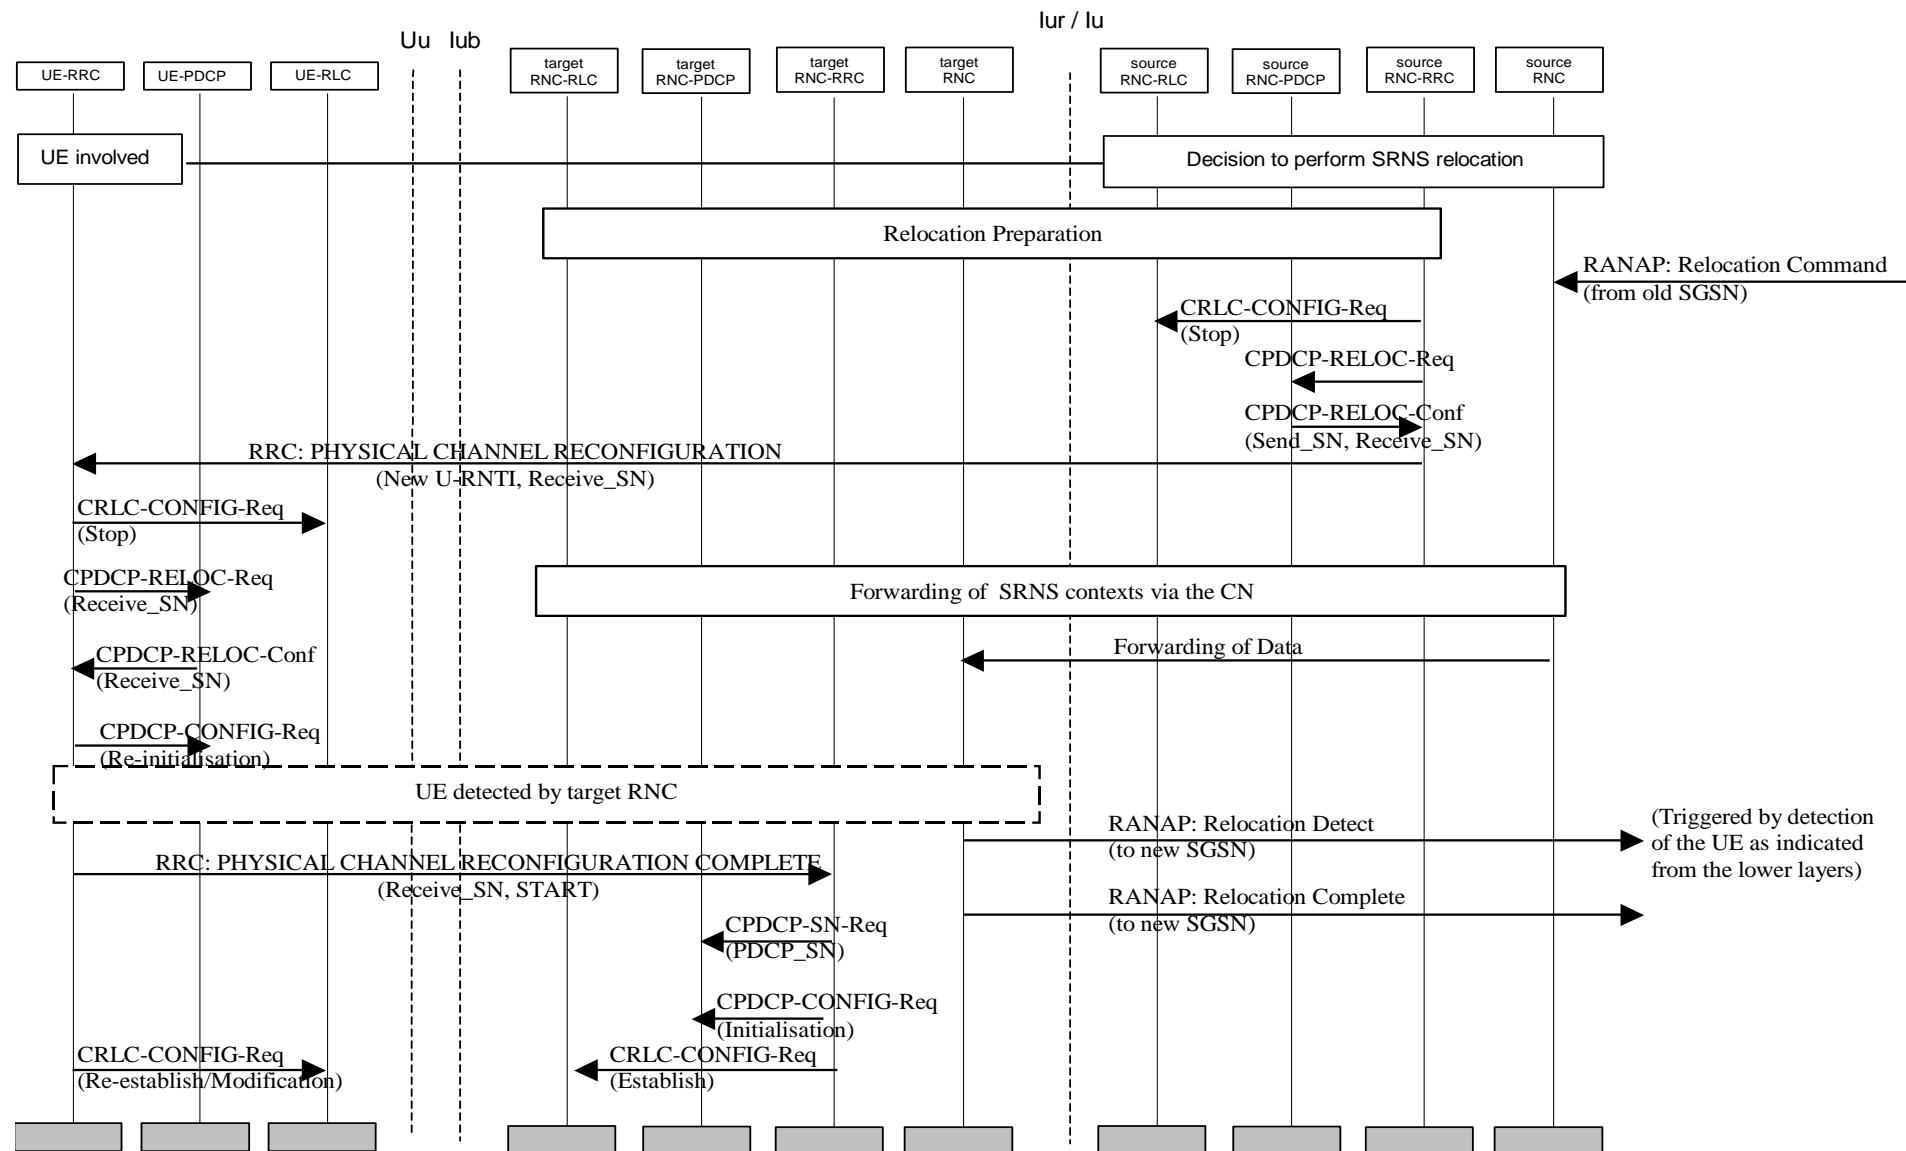 Iur / Iu
Uu Iub
UE-RRC
UE-PDCP
UE-RLC
target
RNC-RLC
target
RNC-PDCP
target
RNC-RRC
target
RNC
source
RNC-RLC
source
RNC-PDCP
source
RNC-RRC
source
RNC
UE involved
Decision to perform SRNS relocation
Relocation Preparation
RANAP: Relocation Command
(from old SGSN)
CRLC-CONFIG-Req
(Stop)
CPDCP-RELOC-Req
CPDCP-RELOC-Conf
(Send_SN, Receive_SN)
RRC: PHYSICAL CHANNEL RECONFIGURATION
(New U-RNTI, Receive_SN)
CRLC-CONFIG-Req
(Stop)
CPDCP-RELOC-Req
(Receive_SN)
Forwarding of SRNS contexts via the CN
Forwarding of Data
CPDCP-RELOC-Conf
(Receive_SN)
CPDCP-CONFIG-Req
(Re-initialisation)
UE detected by target RNC
RANAP: Relocation Detect
(to new SGSN)
(Triggered by detection
of the UE as indicated
from the lower layers)
RRC: PHYSICAL CHANNEL RECONFIGURATION COMPLETE
(Receive_SN, START)
RANAP: Relocation Complete
(to new SGSN)
CPDCP-SN-Req
(PDCP_SN)
CPDCP-CONFIG-Req
(Initialisation)
CRLC-CONFIG-Req
(Re-establish/Modification)
CRLC-CONFIG-Req
(Establish)